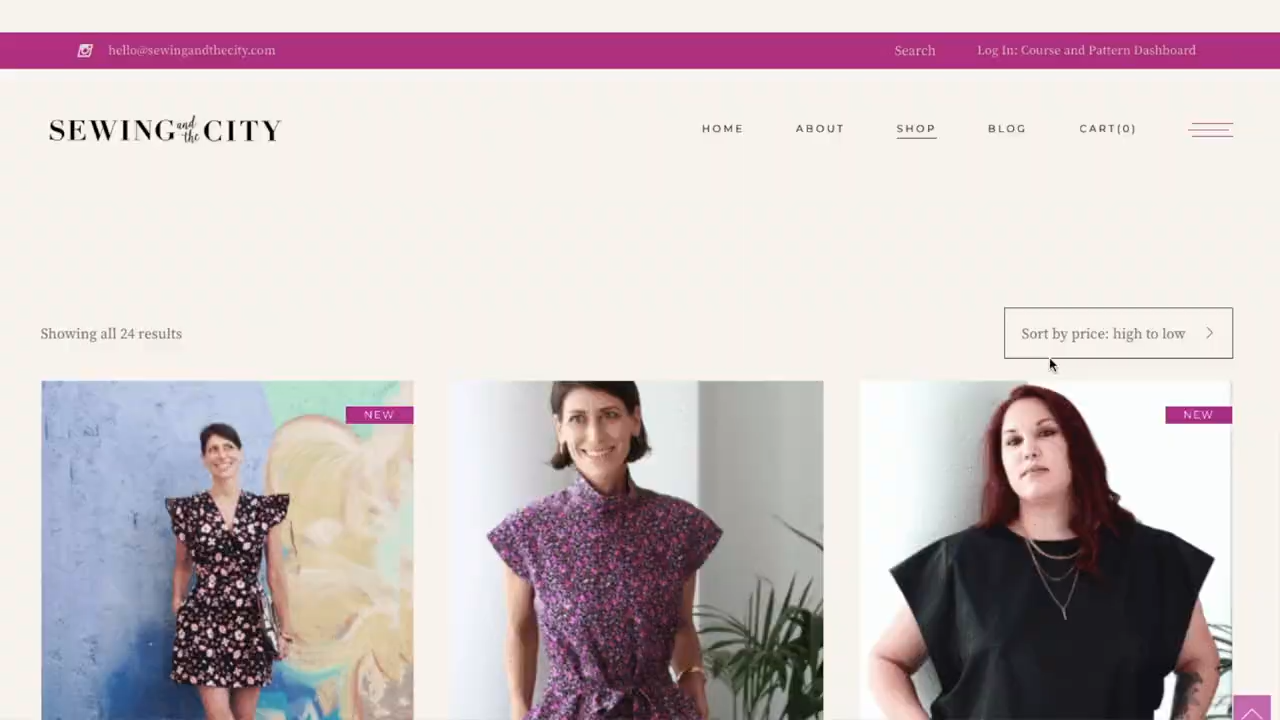 hello@sewingandthecity.com
Search
Log In: Course and Pattern Dashboard
SEWING and the CITY
HOME
ABOUT
SHOP
BLOG
CART(0)
Showing all 24 results
Sort by price: high to low
NEW
NEW